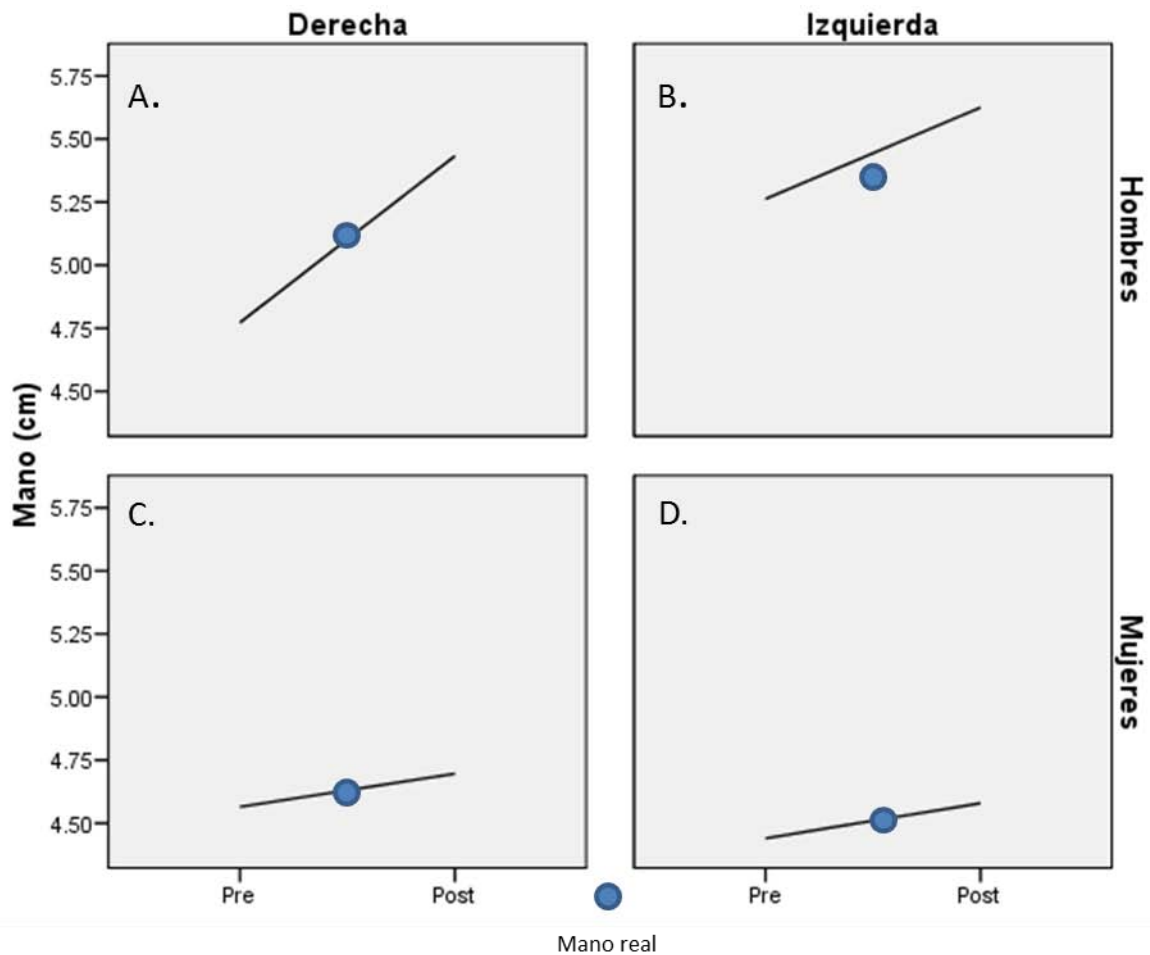 Derecha
Izquierda
A.
B.
5.75
5.50
5.25
5.00
4.75
4.50
Hombres
Mano (cm)
C.
D.
5.75
5.50
5.25
5.00
4.75
4.50
Mujeres
Pre
Post
Pre
Post
Mano real